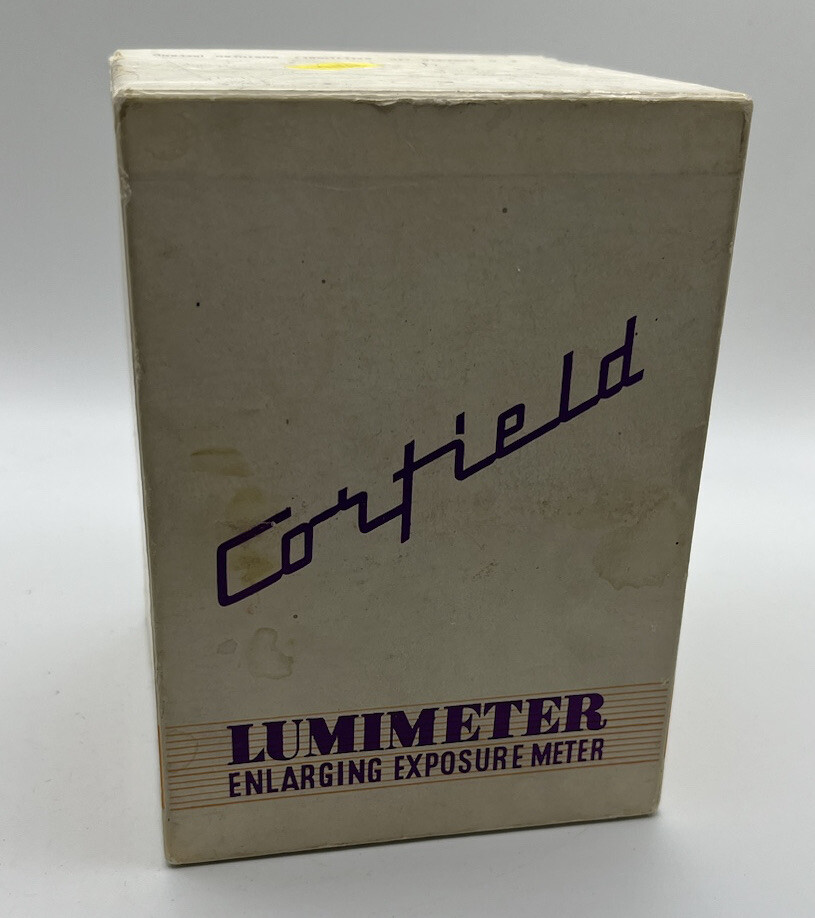 Corfield
LUMIMETER
ENLARGING EXPOSURE METER